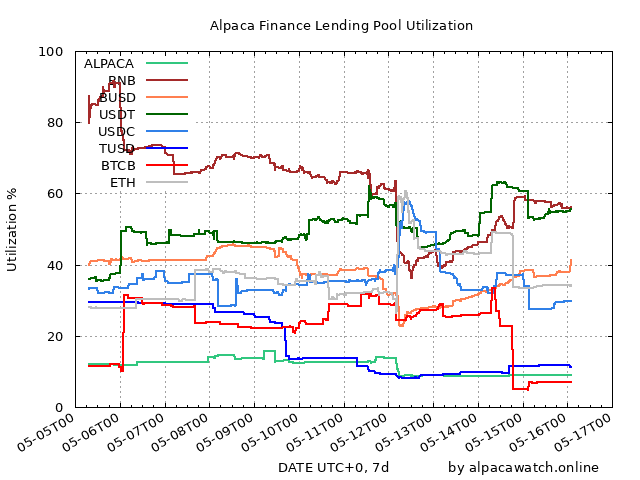 Alpaca Finance Lending Pool Utilization
100
80
60
40
20
0
Utilization %
ALPACA
BNB
BUSD
USDT
USDC
TUSD
BTCB
ETH
05-05T00
05-06T00
05-07T00
05-08T00
05-09T00
05-10T00
05-11T00
05-12T00
05-13T00
05-14T00
05-15T00
05-16T00
05-17T00
DATE UTC+0, 7d
by alpacawatch.online